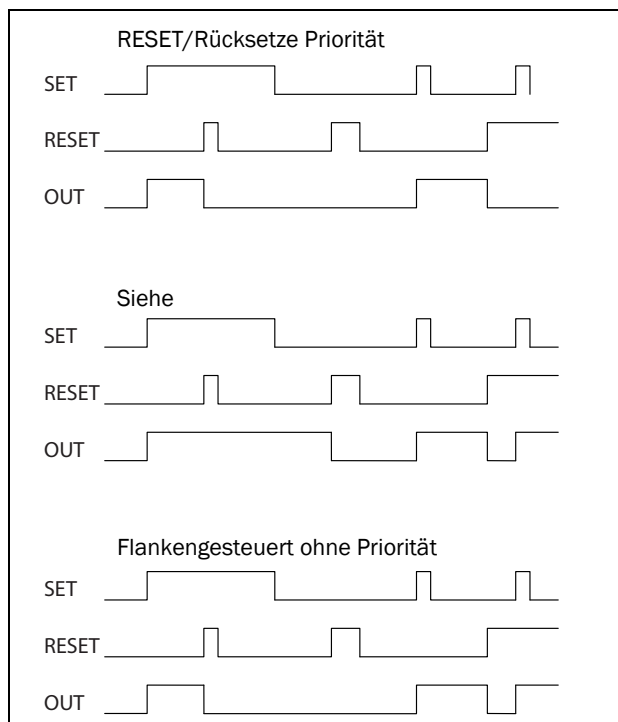 RESET/Rücksetze Priorität
SET
RESET
OUT
Siehe
SET
RESET
OUT
Flankengesteuert ohne Priorität
SET
RESET
OUT